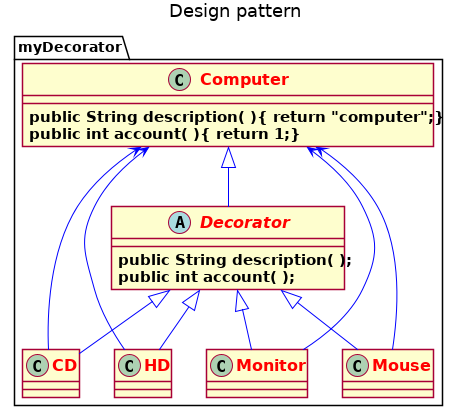 Design pattern
myDecorator
C Computer
public String description( ){ return "computer";}
public int account( ){ return 1;}
A Decorator
public String description( );
public int account( );
C CD
C HD
C Monitor
C Mouse